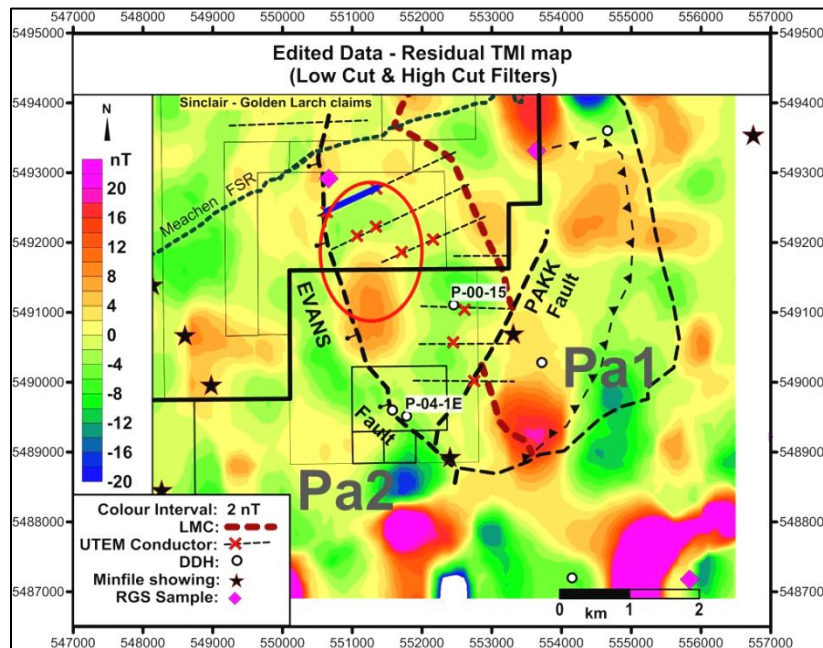 547000 548000 549000 550000 551000 552000 553000 554000 555000 556000 557000
5495000
5494000
5493000
5492000
5491000
5490000
5489000
5488000
5487000
Edited Data - Residual TMI map
(Low Cut & High Cut Filters)
Sinclair - Golden Larch claims
N
nT
20
16
12
8
4
0
-4
-8
-12
-16
-20
Meachen FSR
EVANS
Fault
P-00-15
PAKK
Fault
Pa1
P-04-1E
Pa2
Colour Interval: 2 nT
LMC:
UTEM Conductor:
DDH:
Minfile showing:
RGS Sample:
0 1 2
km
5495000
5494000
5493000
5492000
5491000
5490000
5489000
5488000
5487000
547000 548000 549000 550000 551000 552000 553000 554000 555000 556000 557000